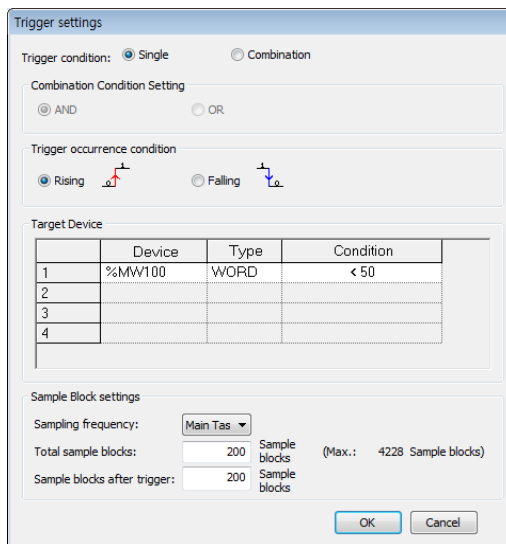 Trigger settings
Trigger condition: Single Combination
Combination Condition Setting
AND OR
Trigger occurrence condition
Rising Falling
Target Device
Device Type Condition
1 %MW100 WORD < 50
2
3
4
Sample Block settings
Sampling frequency: Main Tas
Total sample blocks: 200 Sample blocks (Max.: 4228 Sample blocks)
Sample blocks after trigger: 200 Sample blocks
OK Cancel